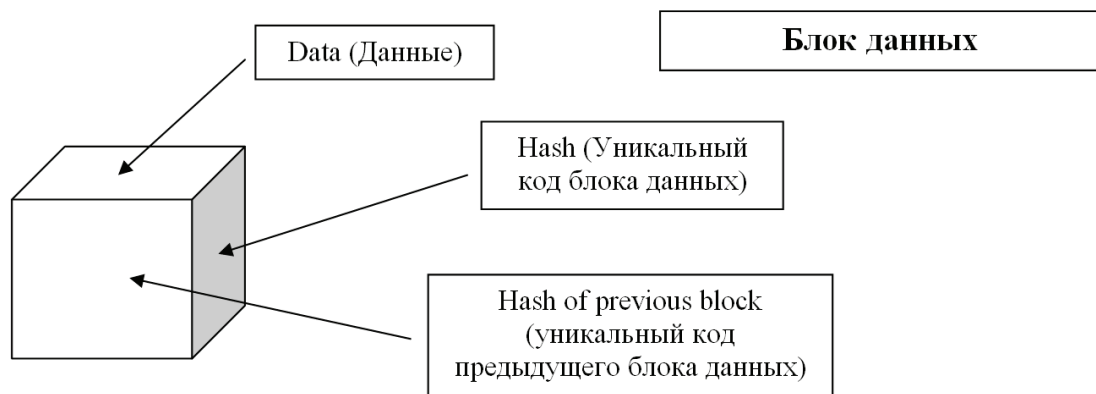 Data (Данные)
Блок данных
Hash (Уникальный
код блока данных)
Hash of previous block
(уникальный код
предыдущего блока данных)